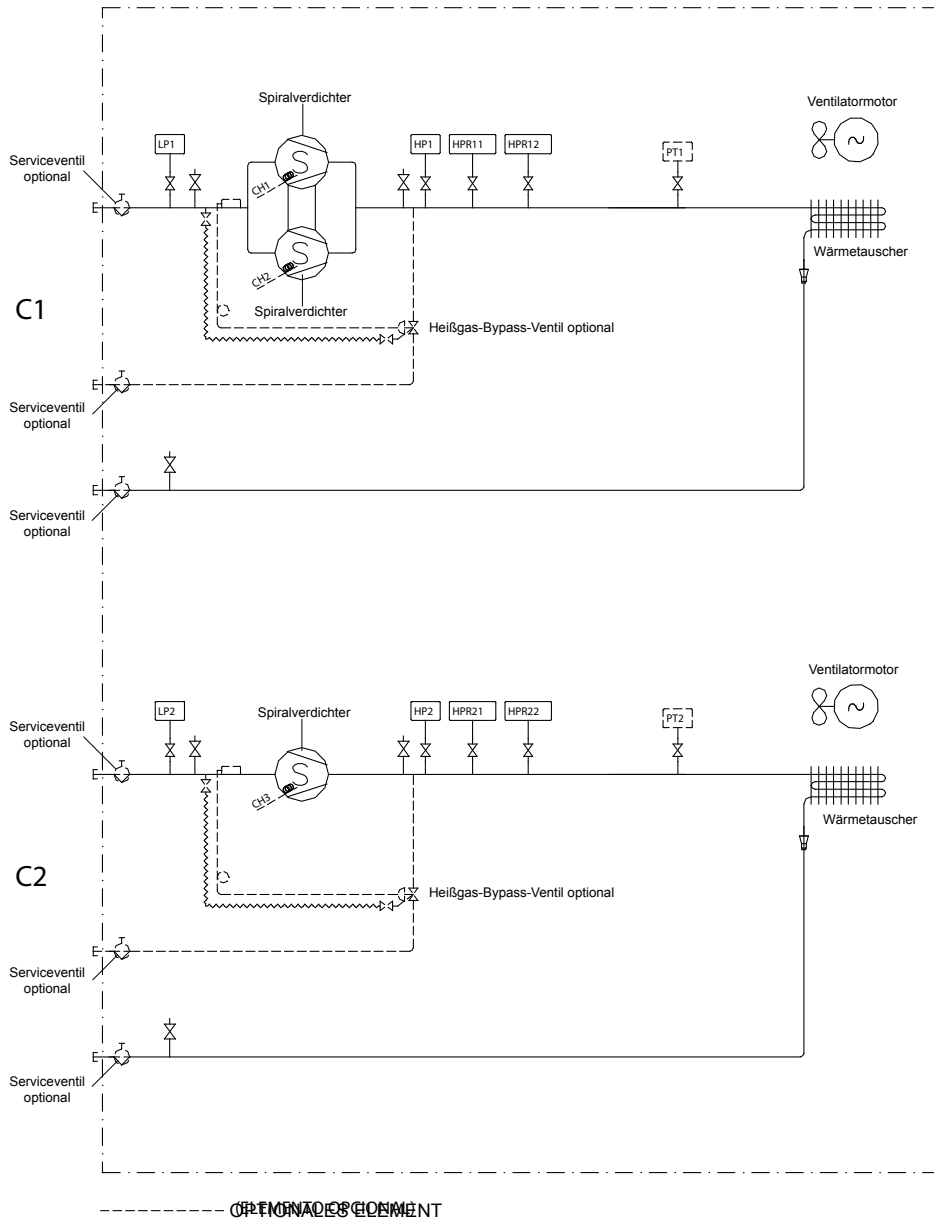 Spiralverdichter
Ventilatormotor
LP1
HP1
HPR11
HPR12
PT1
Serviceventil
optional
CH1
CH2
Wärmetauscher
Spiralverdichter
C1
Heißgas-Bypass-Ventil optional
Serviceventil
optional
Serviceventil
optional
Ventilatormotor
LP2
Spiralverdichter
HP2
HPR21
HPR22
PT2
Serviceventil
optional
CH3
Wärmetauscher
C2
Heißgas-Bypass-Ventil optional
Serviceventil
optional
Serviceventil
optional
(ELEMENTO OPCIONAL)
OPTIONALES ELEMENT